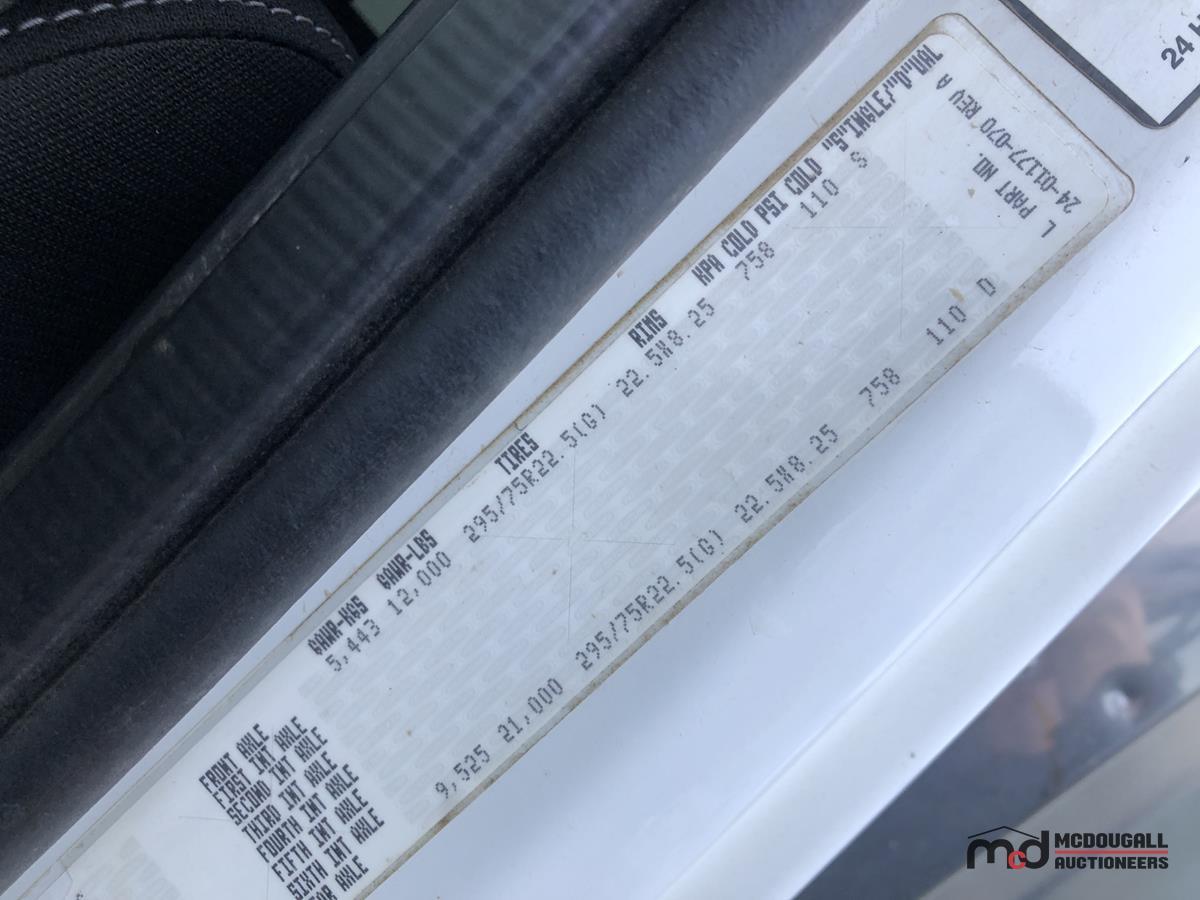 GAWR-KGS GAWR-LBS TIRES RIMS KPA COLD PSI COLD "S"INGLE/"D"UAL
FRONT AXLE 5,443 12,000 295/75R22.5(G) 22.5X8.25 758 110 S
FIRST INT AXLE
SECOND INT AXLE
THIRD INT AXLE
FOURTH INT AXLE
FIFTH INT AXLE
SIXTH INT AXLE
AXLE 9,525 21,000 295/75R22.5(G) 22.5X8.25 758 110 D
L PART NO.
24-01177-070 REV A
24
mcd MCDOUGALL
AUCTIONEERS